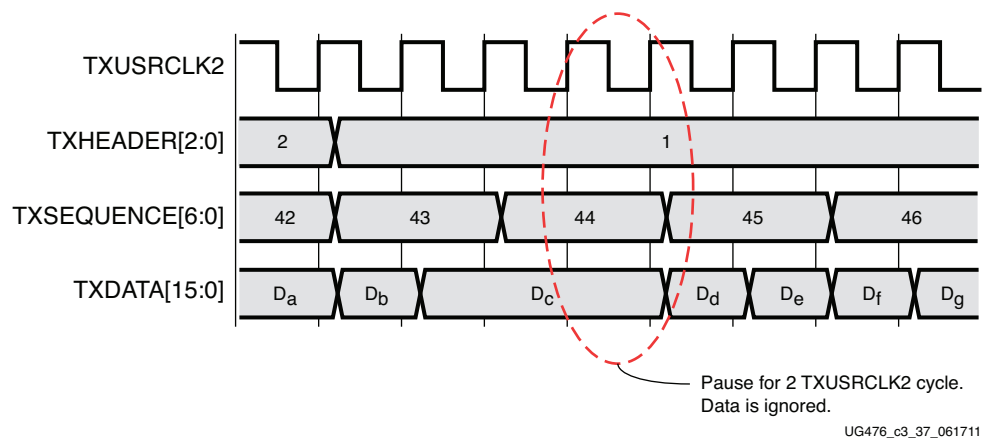 TXUSRCLK2
TXHEADER[2:0] 2 1
TXSEQUENCE[6:0] 42 43 44 45 46
TXDATA[15:0] Da Db Dc Dd De Df Dg
Pause for 2 TXUSRCLK2 cycle.
Data is ignored.
UG476_c3_37_061711